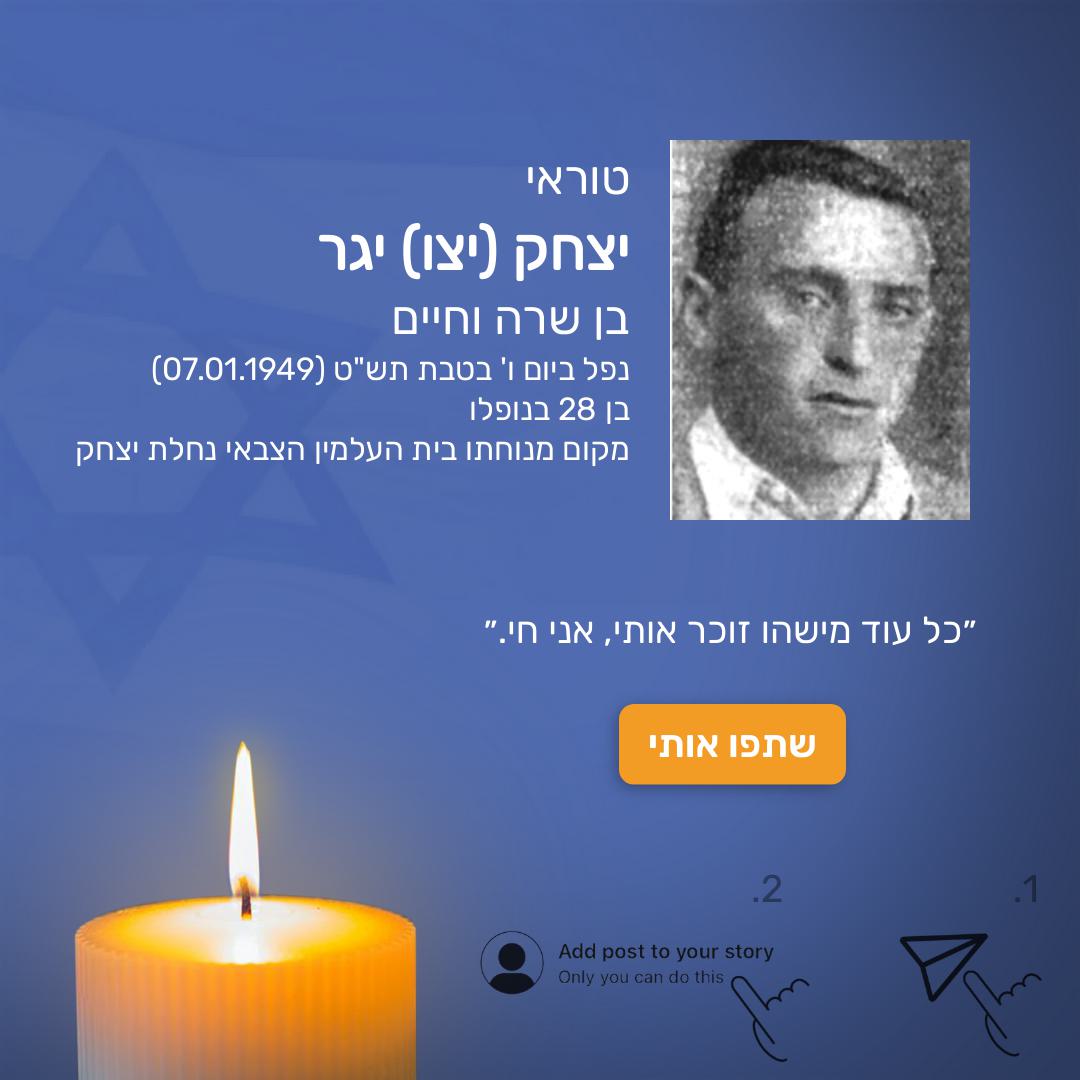 טוראי
יצחק (יצו) יגר
בן שרה וחיים
נפל ביום ו' בטבת תש"ט (07.01.1949)
בן 28 בנופלו
מקום מנוחתו בית העלמין הצבאי נחלת יצחק
״כל עוד מישהו זוכר אותי, אני חי.״
שתפו אותי
.1
.2
Add post to your story
Only you can do this